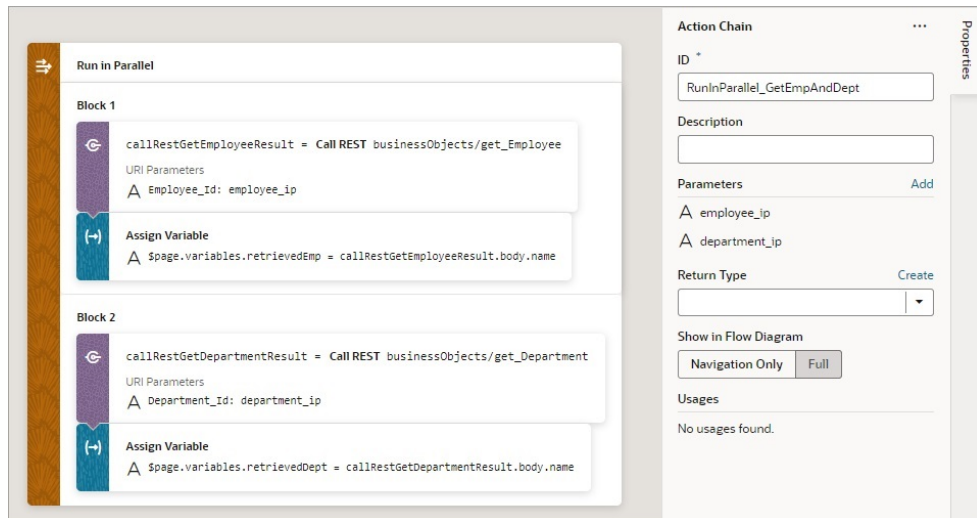 Run in Parallel
Block 1
callRestGetEmployeeResult = Call REST businessObjects/get_Employee
URI Parameters
A Employee_Id: employee_ip
Assign Variable
A $page.variables.retrievedEmp = callRestGetEmployeeResult.body.name
Block 2
callRestGetDepartmentResult = Call REST businessObjects/get_Department
URI Parameters
A Department_Id: department_ip
Assign Variable
A $page.variables.retrievedDept = callRestGetDepartmentResult.body.name
Action Chain ...
ID *
RunInParallel_GetEmpAndDept
Description
Parameters Add
A employee_ip
A department_ip
Return Type Create
Show in Flow Diagram
Navigation Only Full
Usages
No usages found.
Properties